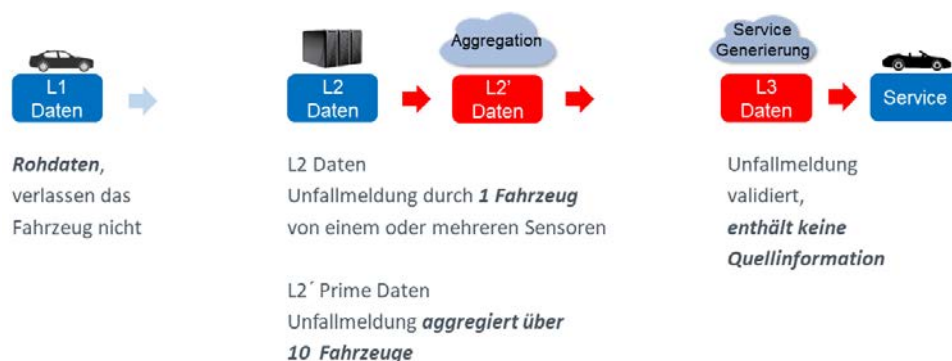 L1
Daten
L2
Daten
Aggregation
L2'
Daten
Service
Generierung
L3
Daten
Service
Rohdaten,
verlassen das
Fahrzeug nicht
L2 Daten
Unfallmeldung durch 1 Fahrzeug
von einem oder mehreren Sensoren
L2´ Prime Daten
Unfallmeldung aggregiert über
10 Fahrzeuge
Unfallmeldung
validiert,
enthält keine
Quellinformation